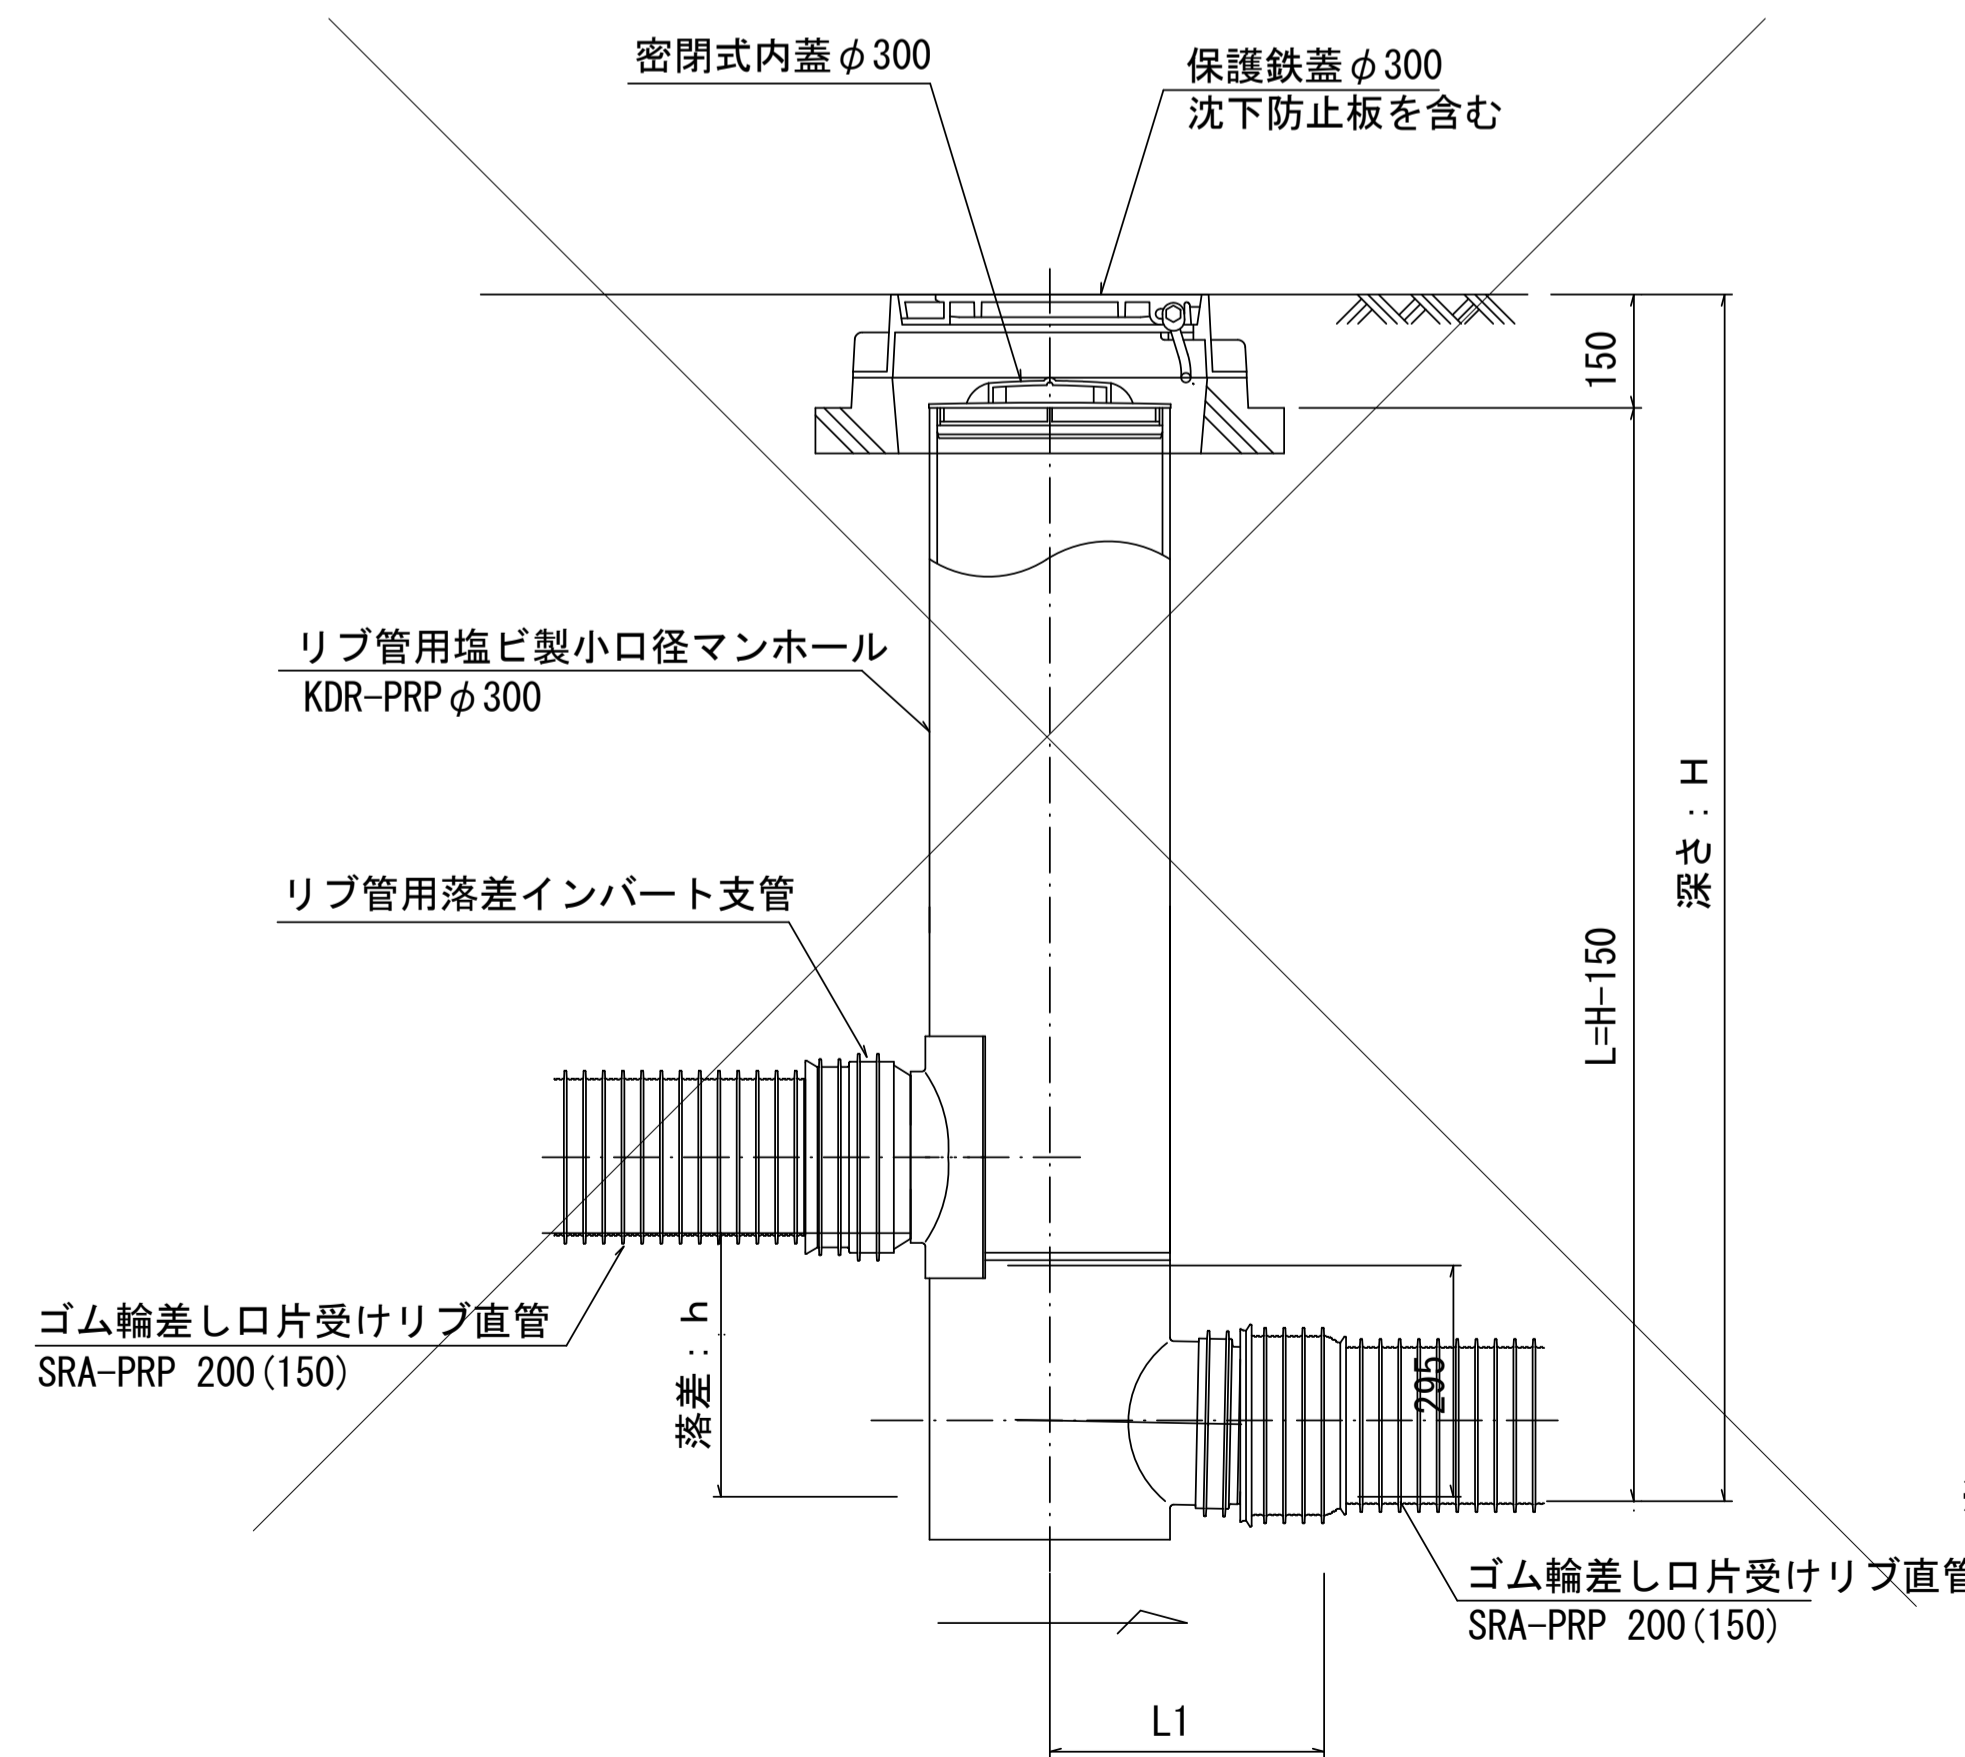 密閉式内蓋φ300
保護鉄蓋φ300
沈下防止板を含む
150
リブ管用塩ビ製小口径マンホール
KDR-PRPφ300
深さ：H
リブ管用落差インバート支管
L=H-150
ゴム輪差し口片受けリブ直管
SRA-PRP 200(150)
落差：h
295
ゴム輪差し口片受けリブ直管
SRA-PRP 200(150)
L1